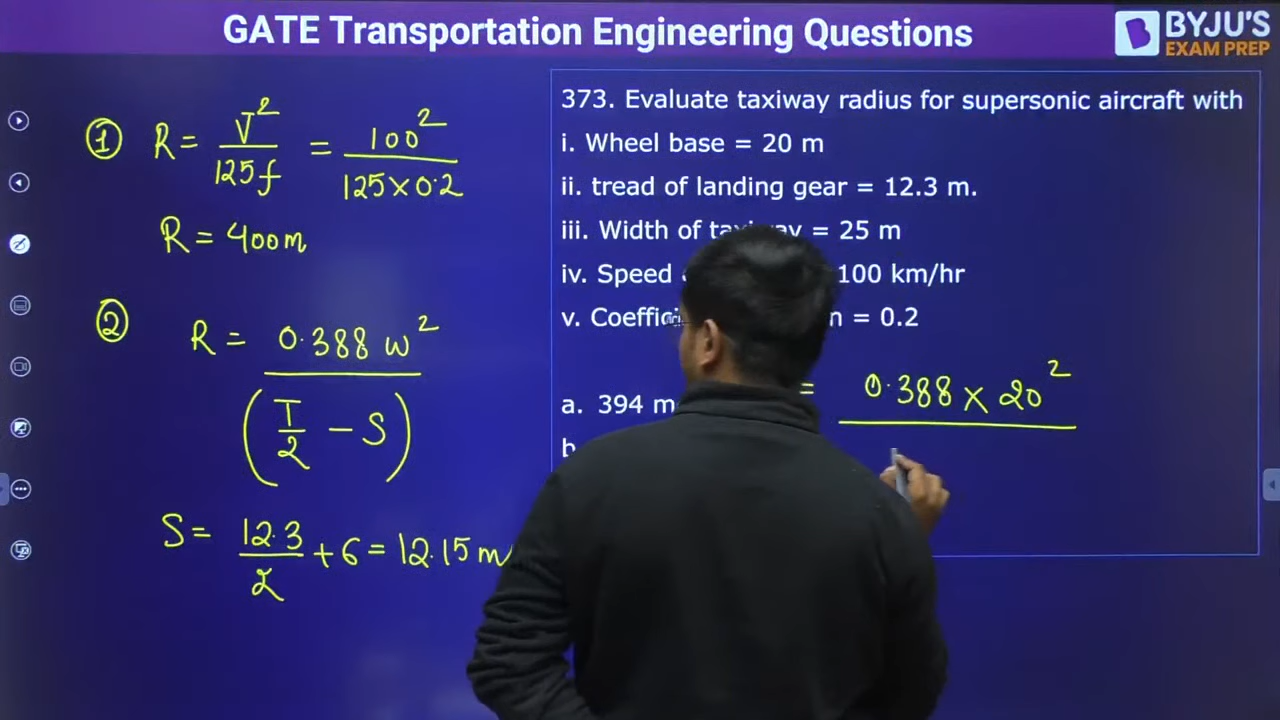 GATE Transportation Engineering Questions
BYJU'S
EXAM PREP
① R = V² / 125f = 100² / 125 × 0.2
R = 400m
② R = 0.388 w² / (T/2 - S)
S = 12.3 / 2 + 6 = 12.15 m
373. Evaluate taxiway radius for supersonic aircraft with
i. Wheel base = 20 m
ii. tread of landing gear = 12.3 m.
iii. Width of taxiway = 25 m
iv. Speed 100 km/hr
v. = 0.2
a. 394 m
b
= 0.388 × 20²